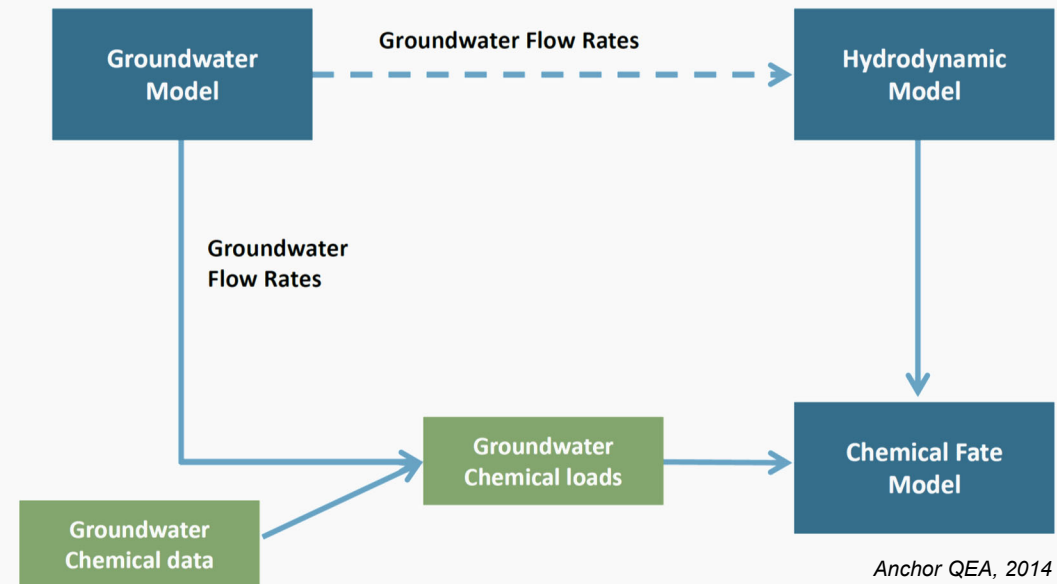 Groundwater Flow Rates
Groundwater
Model
Hydrodynamic
Model
Groundwater
Flow Rates
Groundwater
Chemical loads
Chemical Fate
Model
Groundwater
Chemical data
Anchor QEA, 2014